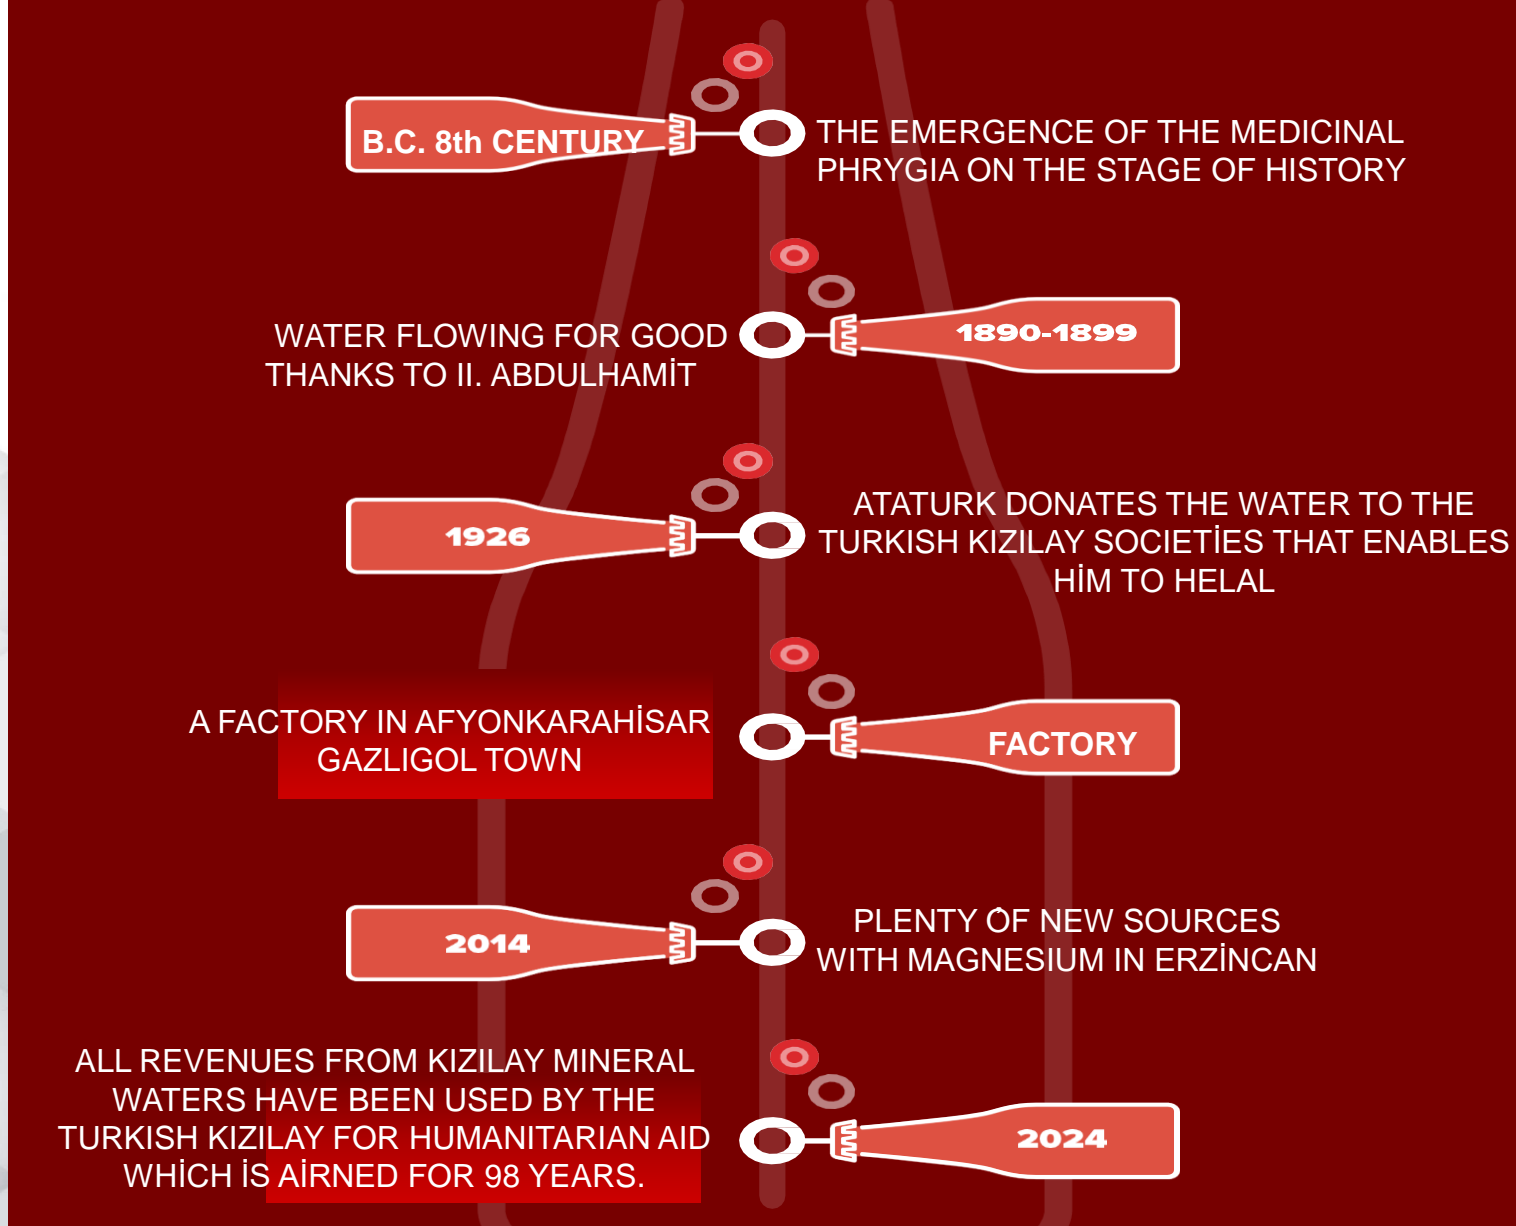 B.C. 8th CENTURY
THE EMERGENCE OF THE MEDICINAL
PHRYGIA ON THE STAGE OF HISTORY
WATER FLOWING FOR GOOD
THANKS TO II. ABDULHAMİT
1890-1899
1926
ATATURK DONATES THE WATER TO THE
TURKISH KIZILAY SOCIETİES THAT ENABLES
HİM TO HELAL
A FACTORY IN AFYONKARAHİSAR
GAZLIGOL TOWN
FACTORY
2014
PLENTY OF NEW SOURCES
WITH MAGNESIUM IN ERZİNCAN
ALL REVENUES FROM KIZILAY MINERAL
WATERS HAVE BEEN USED BY THE
TURKISH KIZILAY FOR HUMANITARIAN AID
WHİCH İS AİRNED FOR 98 YEARS.
2024